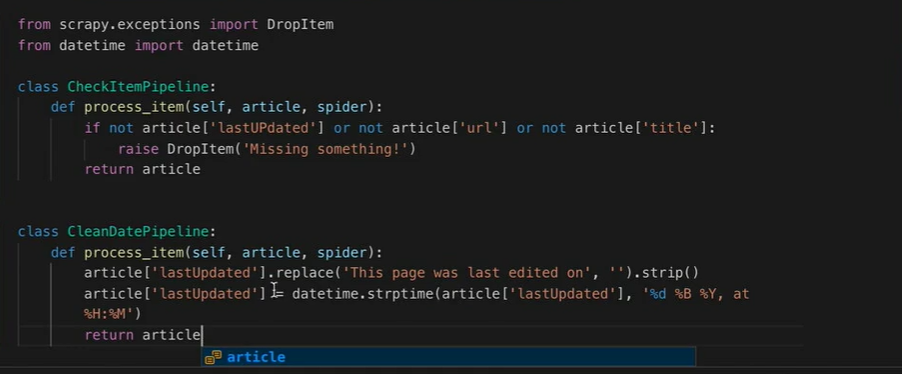 from scrapy.exceptions import DropItem
from datetime import datetime
class CheckItemPipeline:
def process_item(self, article, spider):
if not article['lastUPdated'] or not article['url'] or not article['title']:
raise DropItem('Missing something!')
return article
class CleanDatePipeline:
def process_item(self, article, spider):
article['lastUpdated'].replace('This page was last edited on', '').strip()
article['lastUpdated'] = datetime.strptime(article['lastUpdated'], '%d %B %Y, at
%H:%M')
return article
article